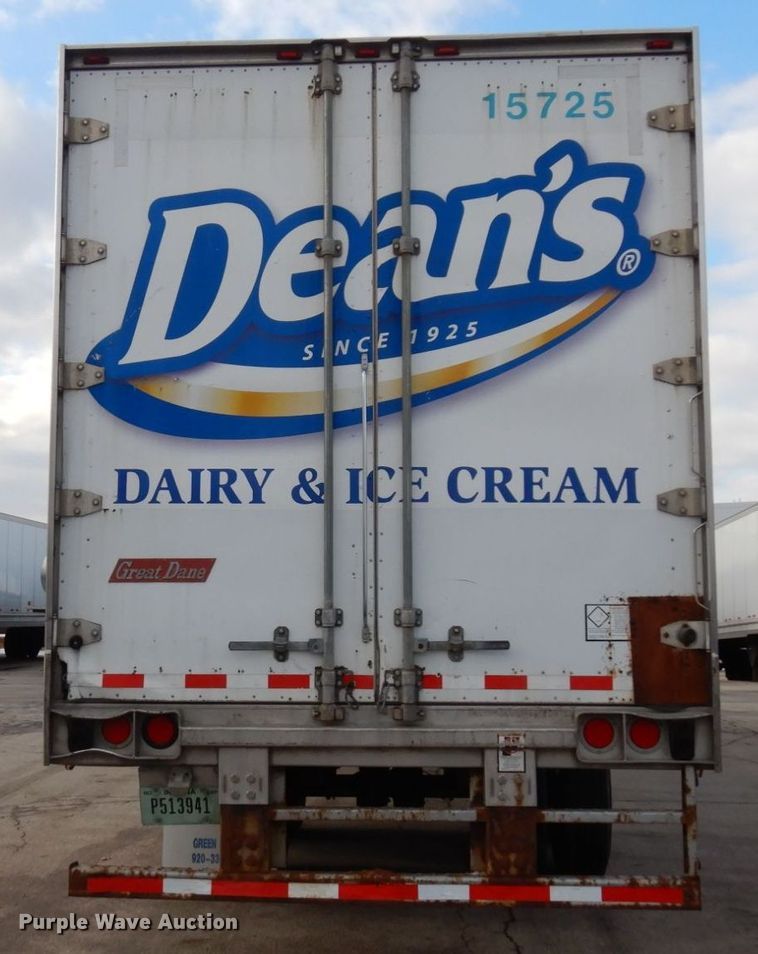 15725
Dean's®
SINCE 1925
DAIRY & ICE CREAM
Great Dane
P513941
GREEN
920-33
Purple Wave Auction